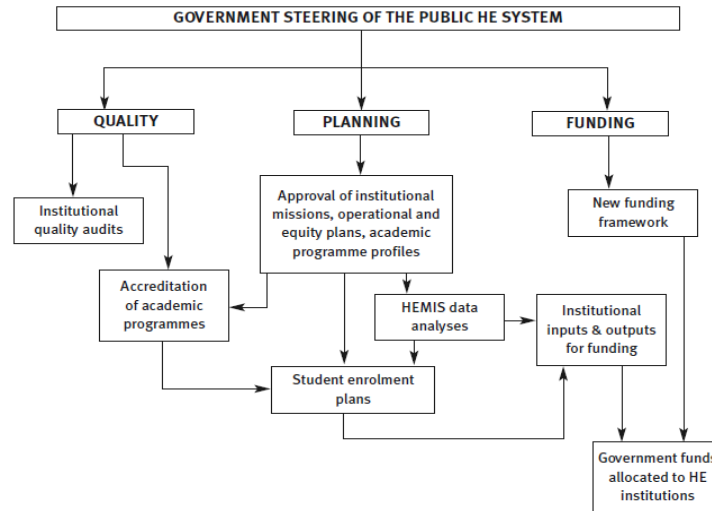 GOVERNMENT STEERING OF THE PUBLIC HE SYSTEM
QUALITY
PLANNING
FUNDING
Institutional
quality audits
Approval of institutional
missions, operational and
equity plans, academic
programme profiles
New funding
framework
Accreditation
of academic
programmes
HEMIS data
analyses
Institutional
inputs & outputs
for funding
Student enrolment
plans
Government funds
allocated to HE
institutions